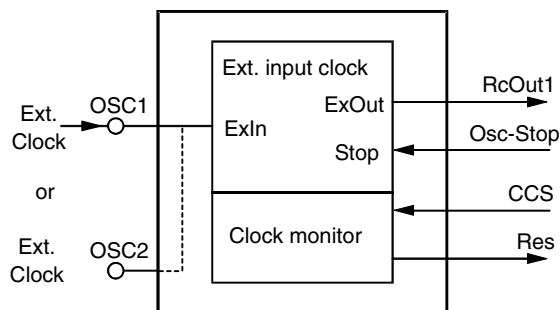 Ext. input clock
OSC1
RcOut1
Ext.
Clock
ExOut
ExIn
Osc-Stop
Stop
or
CCS
Ext.
Clock
OSC2
Clock monitor
Res